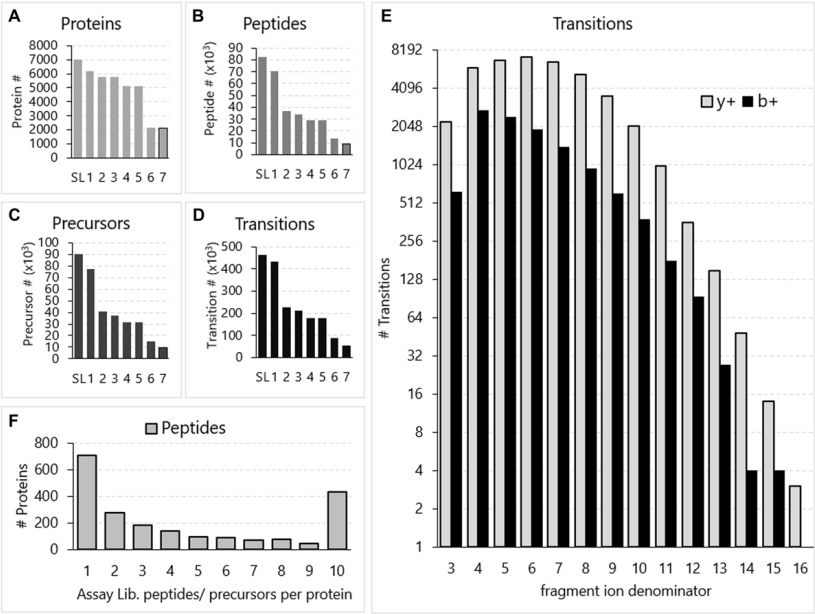 A
Proteins
Protein #
8000
7000
6000
5000
4000
3000
2000
1000
0
SL 1 2 3 4 5 6 7
B
Peptides
Peptide # (x10³)
90
80
70
60
50
40
30
20
10
0
SL 1 2 3 4 5 6 7
C
Precursors
Precursor # (x10³)
100
90
80
70
60
50
40
30
20
10
0
SL 1 2 3 4 5 6 7
D
Transitions
Transition # (x10³)
500
400
300
200
100
0
SL 1 2 3 4 5 6 7
E
Transitions
y+ b+
# Transitions
8192
4096
2048
1024
512
256
128
64
32
16
8
4
2
1
3 4 5 6 7 8 9 10 11 12 13 14 15 16
fragment ion denominator
F
Peptides
# Proteins
800
600
400
200
0
1 2 3 4 5 6 7 8 9 10
Assay Lib. peptides/ precursors per protein